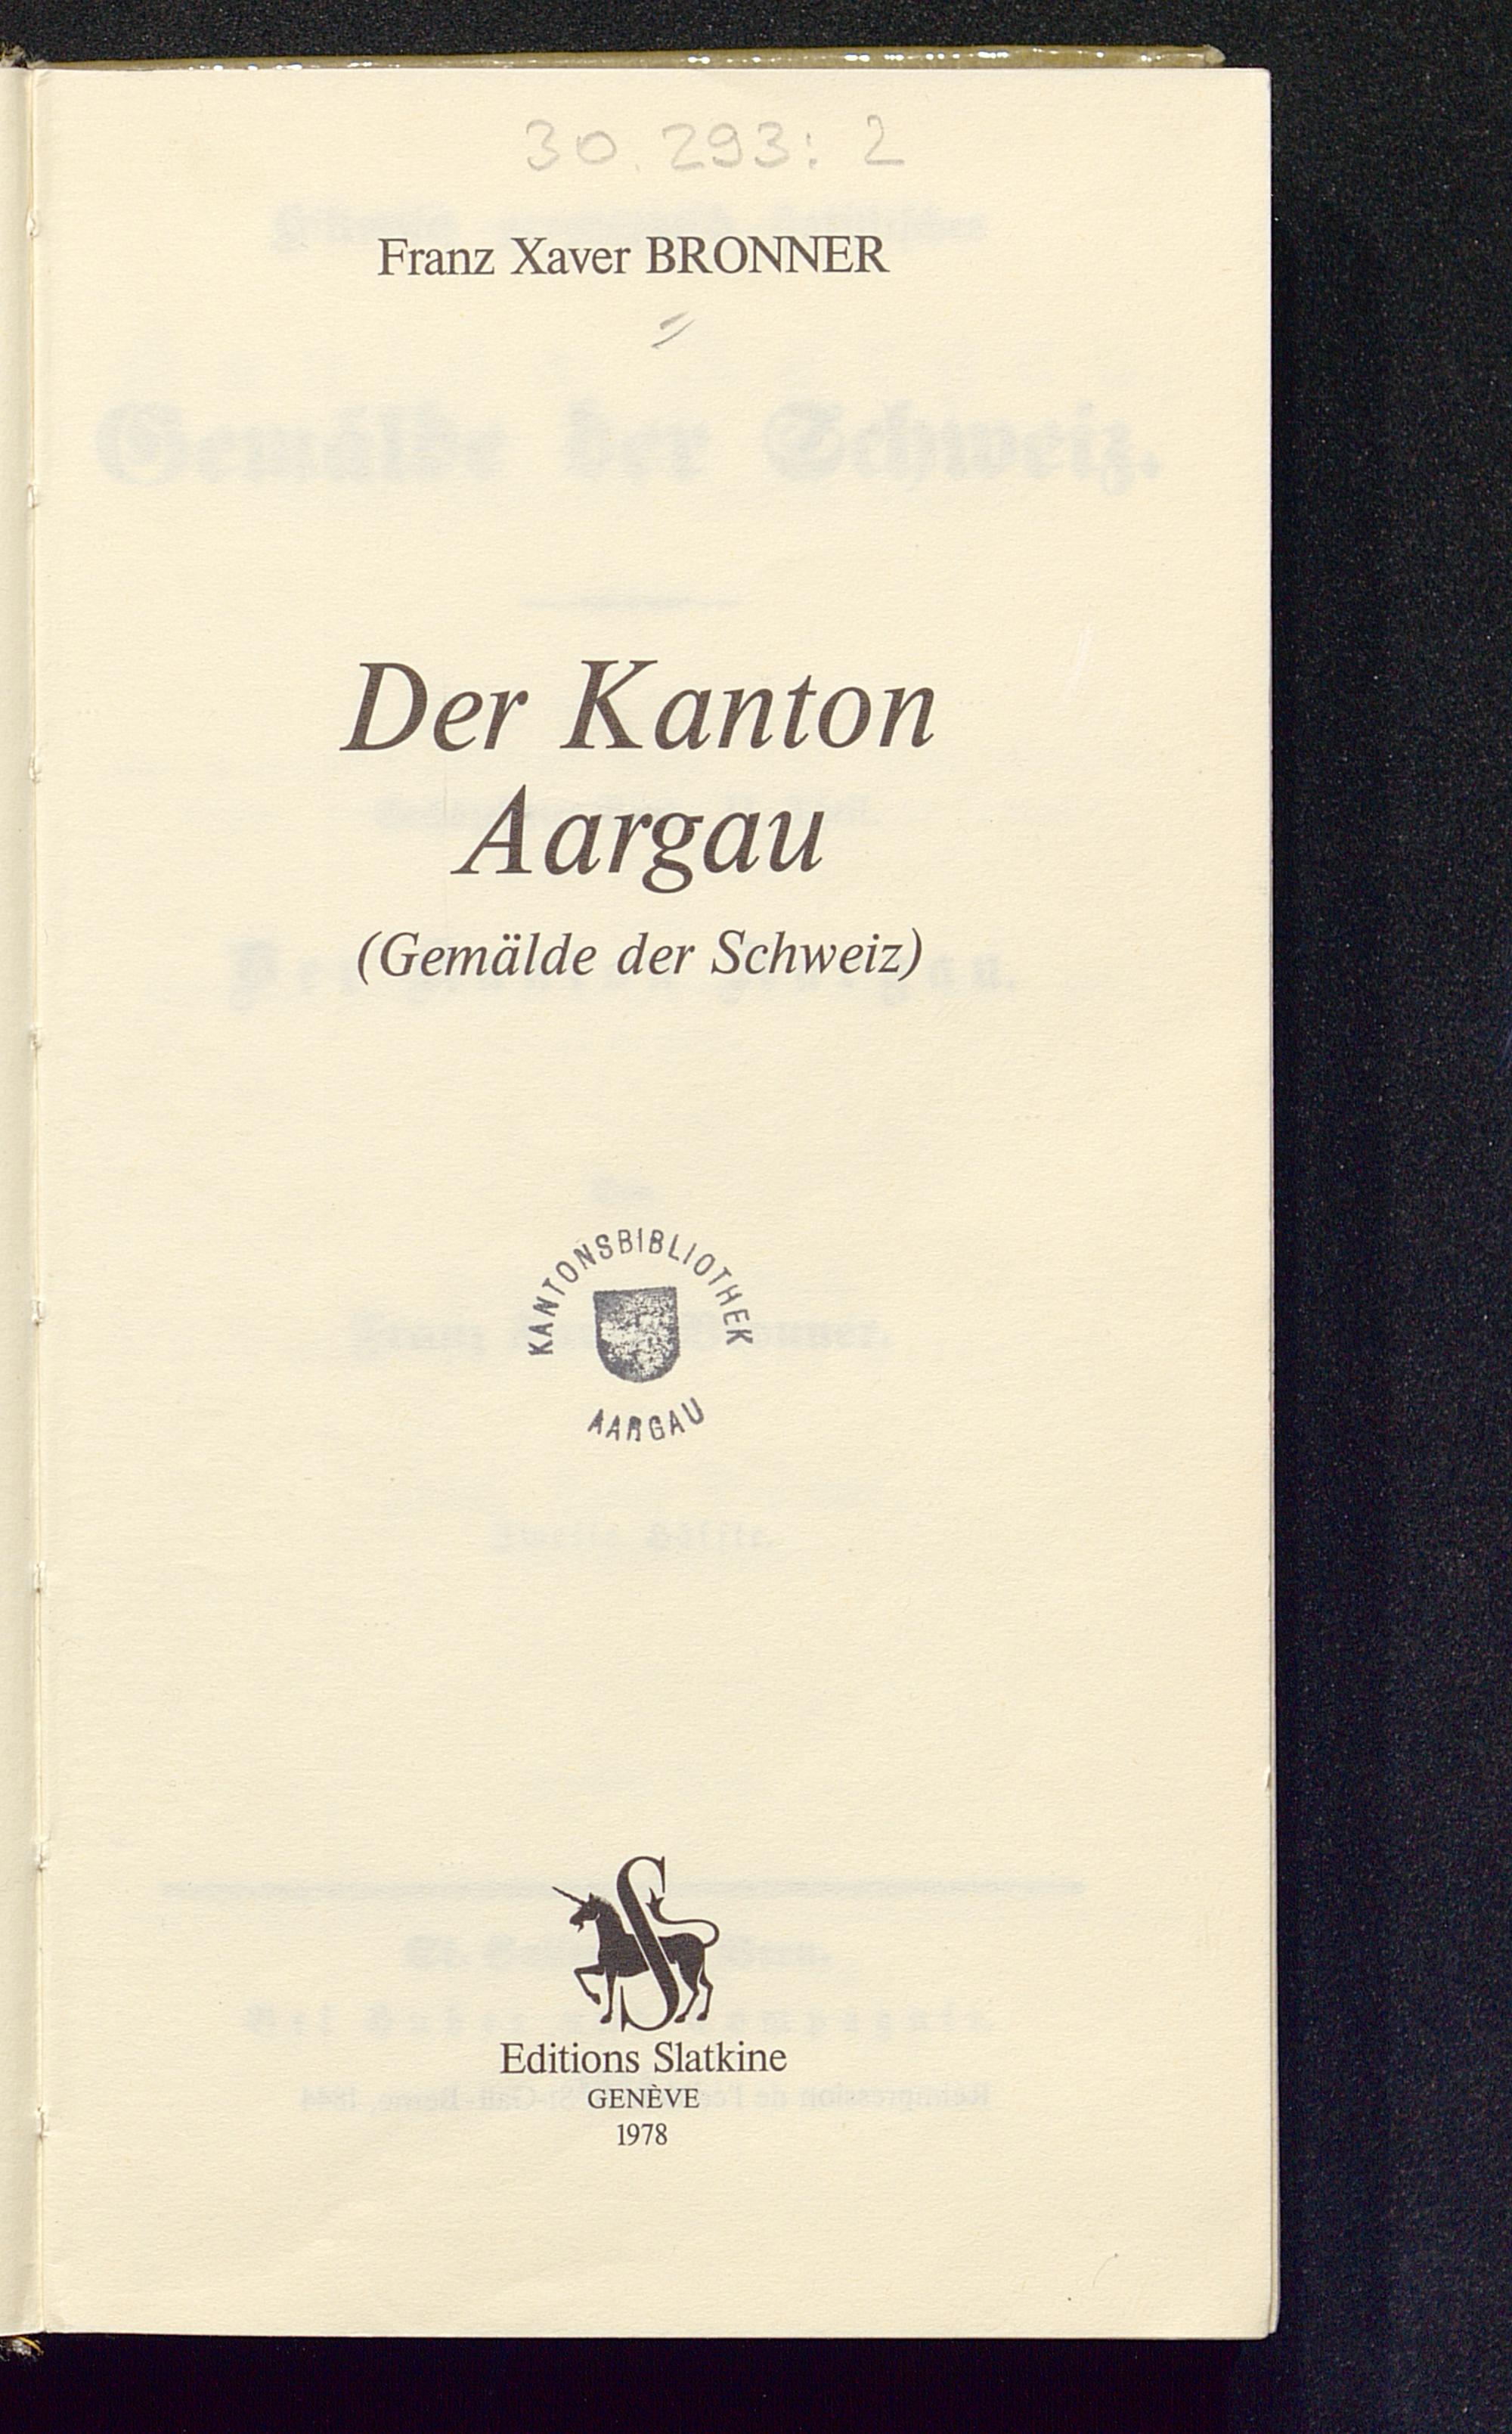 30.293: 2
Franz Xaver BRONNER
Der Kanton
Aargau
(Gemälde der Schweiz)
KANTONSBIBLIOTHEK
AARGAU
Editions Slatkine
GENÈVE
1978